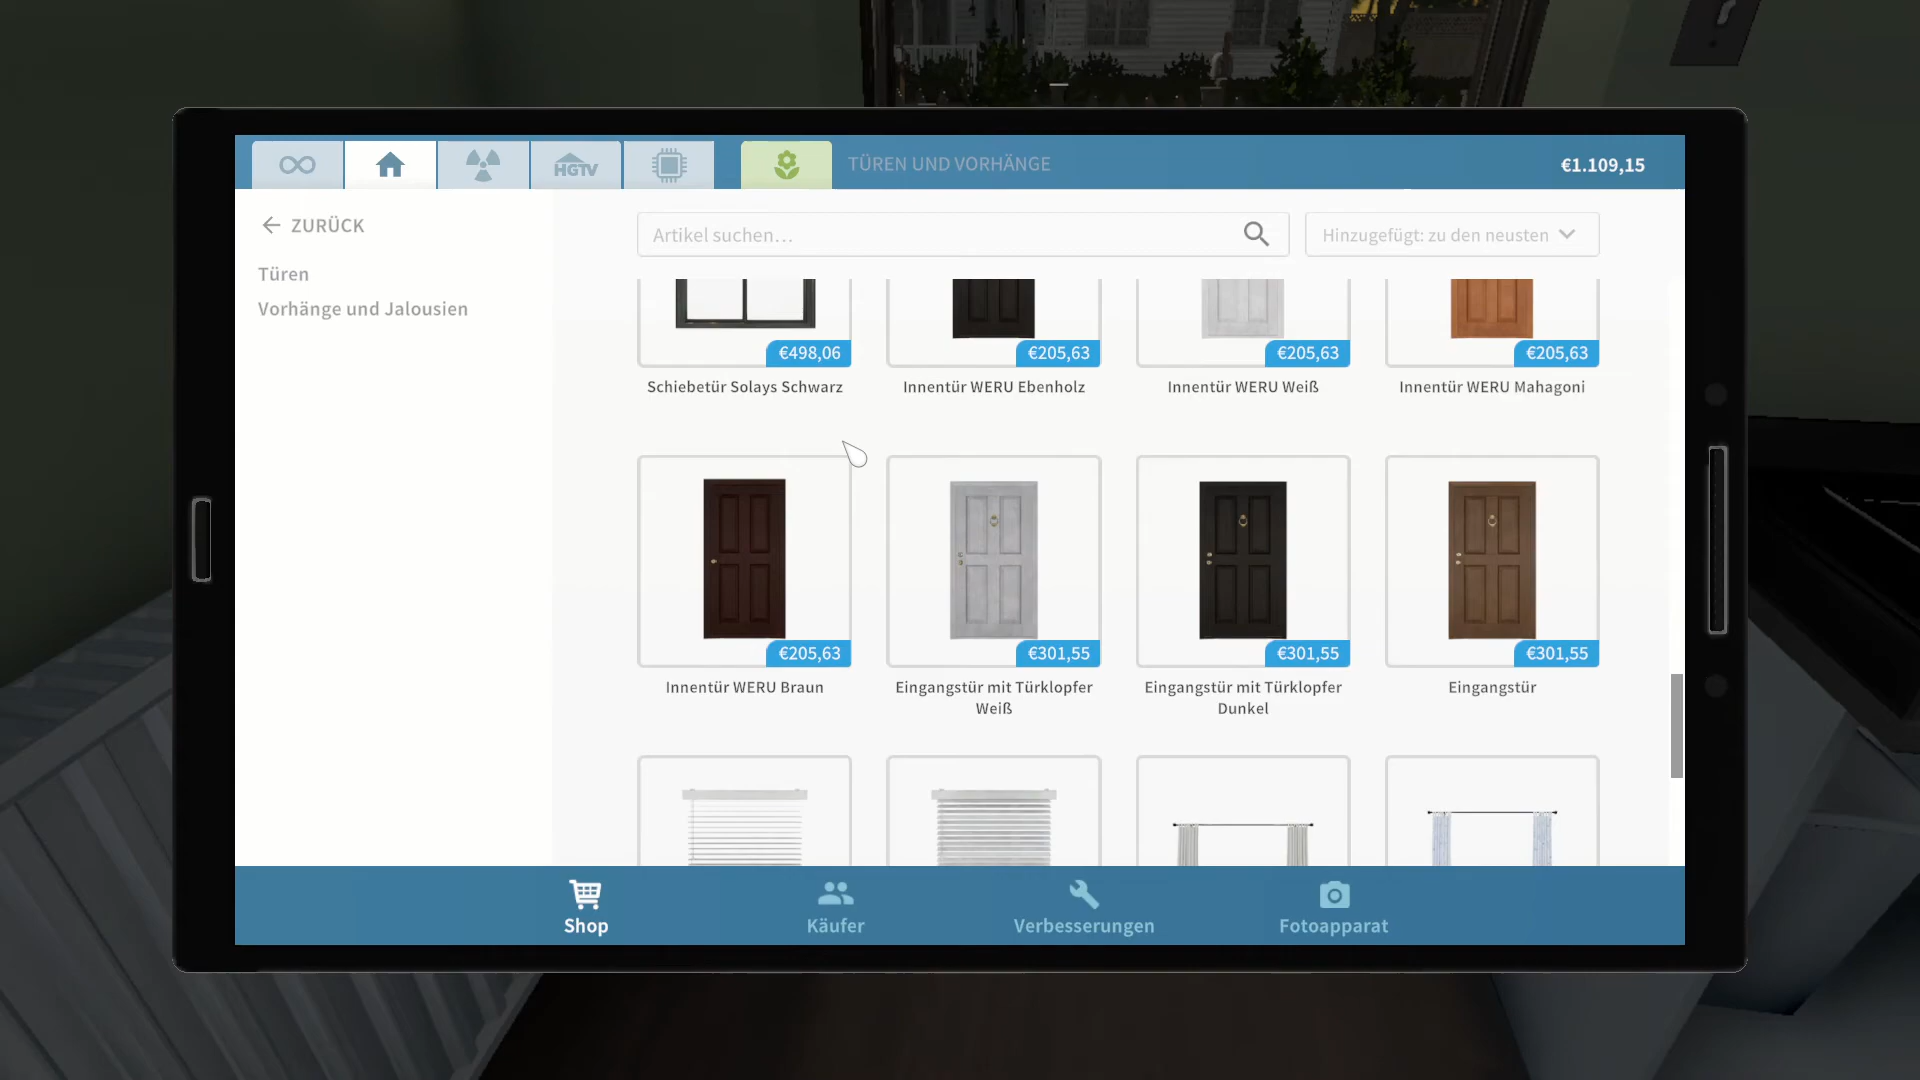 HGTV
TÜREN UND VORHÄNGE
€1.109,15
ZURÜCK
Artikel suchen...
Hinzugefügt: zu den neusten
Türen
Vorhänge und Jalousien
€498,06
€205,63
€205,63
€205,63
Schiebetür Solays Schwarz
Innentür WERU Ebenholz
Innentür WERU Weiß
Innentür WERU Mahagoni
€205,63
€301,55
€301,55
€301,55
Innentür WERU Braun
Eingangstür mit Türklopfer
Weiß
Eingangstür mit Türklopfer
Dunkel
Eingangstür
Shop
Käufer
Verbesserungen
Fotoapparat